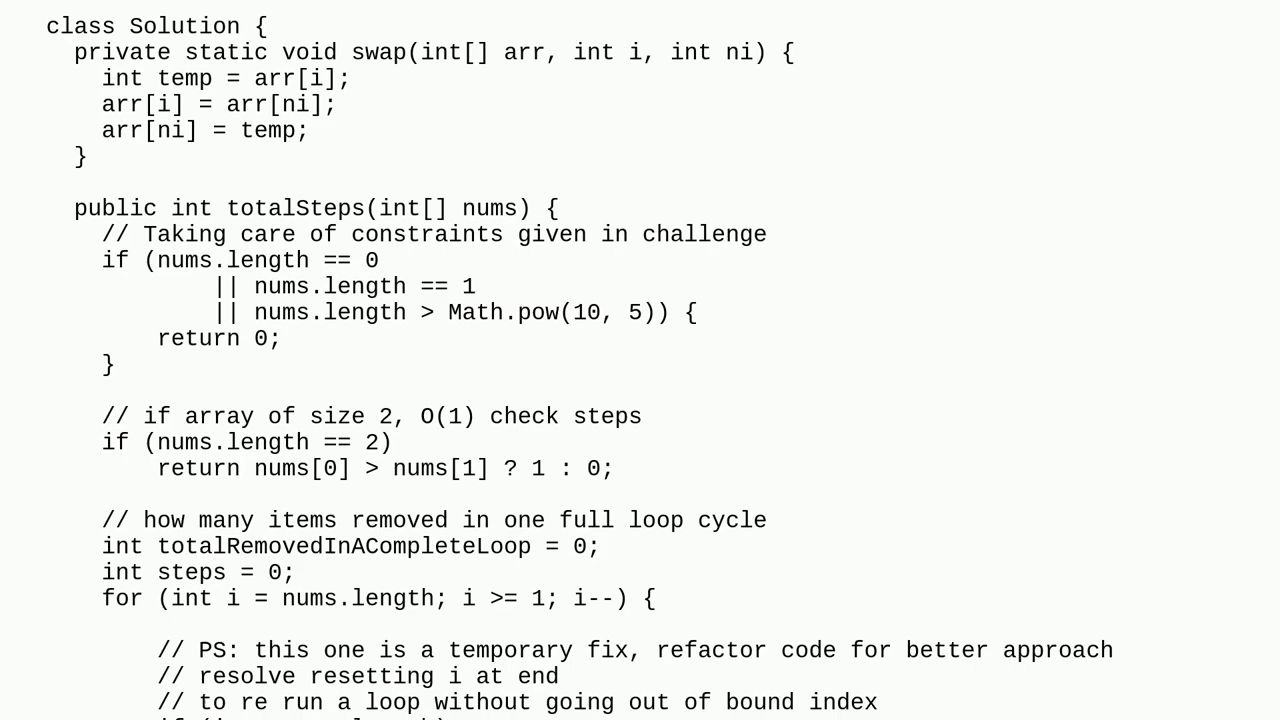 class Solution {
  private static void swap(int[] arr, int i, int ni) {
    int temp = arr[i];
    arr[i] = arr[ni];
    arr[ni] = temp;
  }

  public int totalSteps(int[] nums) {
    // Taking care of constraints given in challenge
    if (nums.length == 0
            || nums.length == 1
            || nums.length > Math.pow(10, 5)) {
        return 0;
    }

    // if array of size 2, O(1) check steps
    if (nums.length == 2)
        return nums[0] > nums[1] ? 1 : 0;

    // how many items removed in one full loop cycle
    int totalRemovedInACompleteLoop = 0;
    int steps = 0;
    for (int i = nums.length; i >= 1; i--) {

        // PS: this one is a temporary fix, refactor code for better approach
        // resolve resetting i at end
        // to re run a loop without going out of bound index